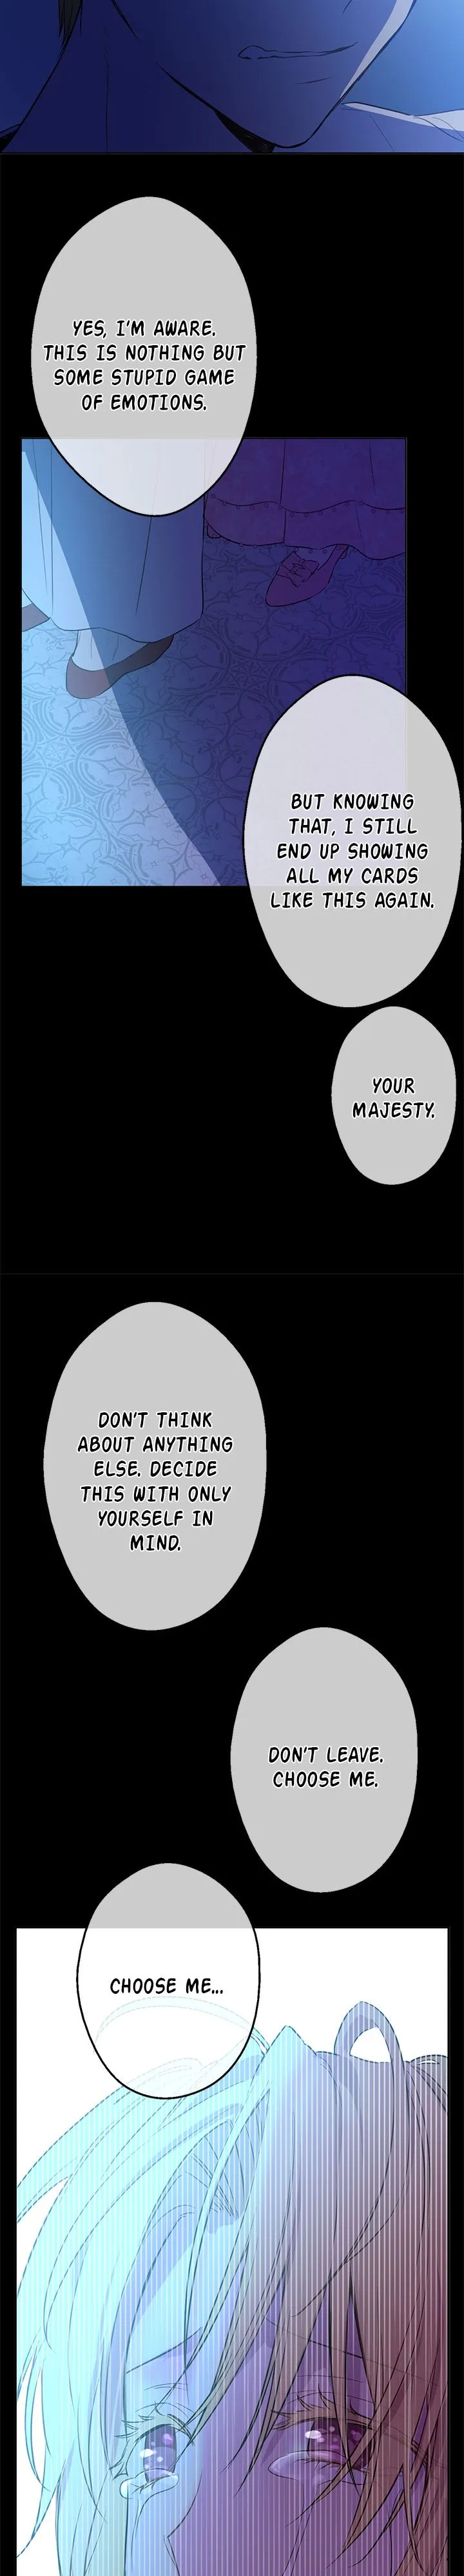 YES, I'M AWARE.
THIS IS NOTHING BUT
SOME STUPID GAME
OF EMOTIONS.
BUT KNOWING
THAT, I STILL
END UP SHOWING
ALL MY CARDS
LIKE THIS AGAIN.
YOUR
MAJESTY.
DON'T THINK
ABOUT ANYTHING
ELSE. DECIDE
THIS WITH ONLY
YOURSELF IN
MIND.
DON'T LEAVE.
CHOOSE ME.
CHOOSE ME...